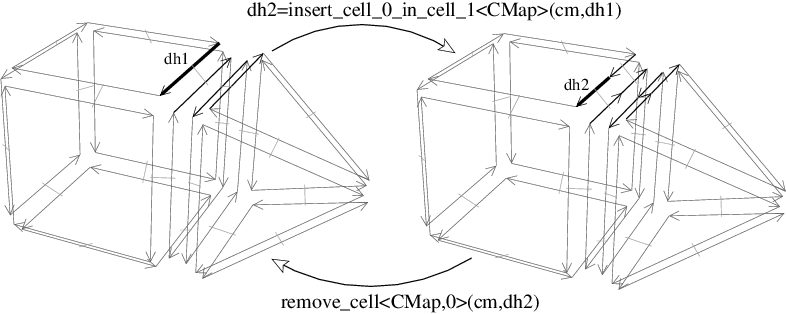 dh2=insert_cell_0_in_cell_1<CMap>(cm,dh1)
dh1
dh2
remove_cell<CMap,0>(cm,dh2)